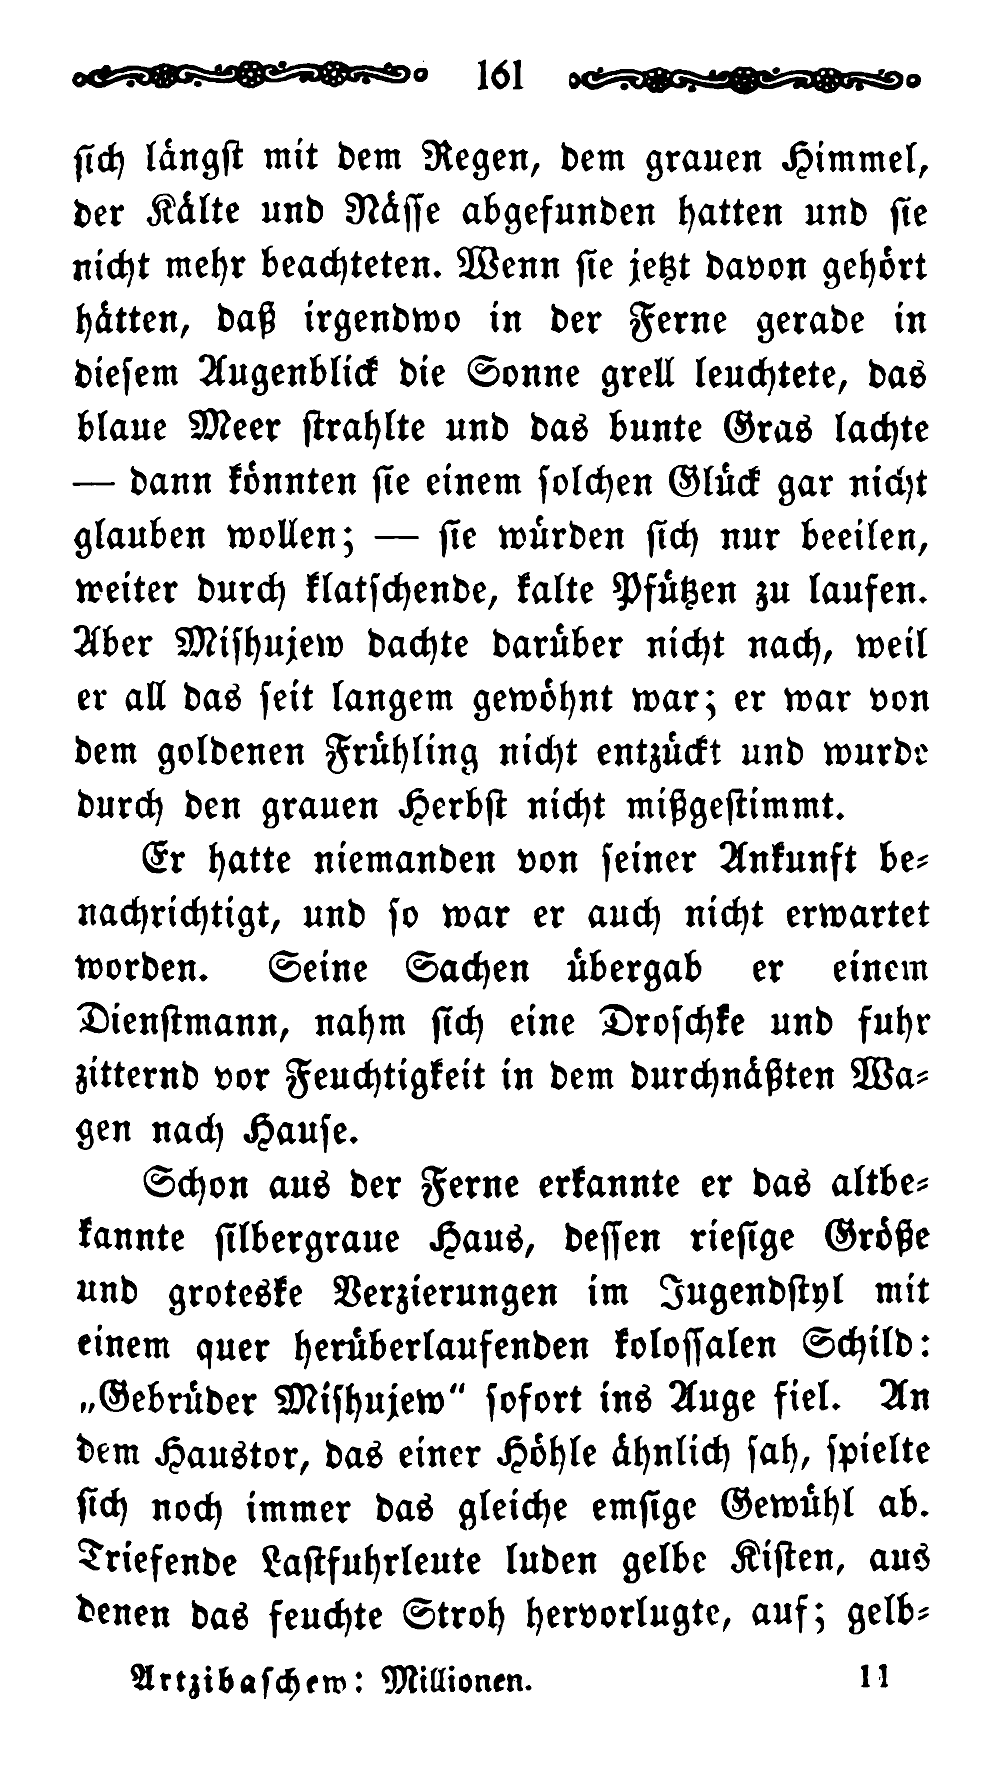 161
sich längst mit dem Regen, dem grauen Himmel,
der Kälte und Nässe abgefunden hatten und sie
nicht mehr beachteten. Wenn sie jetzt davon gehört
hätten, daß irgendwo in der Ferne gerade in
diesem Augenblick die Sonne grell leuchtete, das
blaue Meer strahlte und das bunte Gras lachte
— dann könnten sie einem solchen Glück gar nicht
glauben wollen; — sie würden sich nur beeilen,
weiter durch klatschende, kalte Pfützen zu laufen.
Aber Mishujew dachte darüber nicht nach, weil
er all das seit langem gewöhnt war; er war von
dem goldenen Frühling nicht entzückt und wurde
durch den grauen Herbst nicht mißgestimmt.
Er hatte niemanden von seiner Ankunft be-
nachrichtigt, und so war er auch nicht erwartet
worden. Seine Sachen übergab er einem
Dienstmann, nahm sich eine Droschke und fuhr
zitternd vor Feuchtigkeit in dem durchnäßten Wa-
gen nach Hause.
Schon aus der Ferne erkannte er das altbe-
kannte silbergraue Haus, dessen riesige Größe
und groteske Verzierungen im Jugendstyl mit
einem quer herüberlaufenden kolossalen Schild:
„Gebrüder Mishujew“ sofort ins Auge fiel. An
dem Haustor, das einer Höhle ähnlich sah, spielte
sich noch immer das gleiche emsige Gewühl ab.
Triefende Lastfuhrleute luden gelbe Kisten, aus
denen das feuchte Stroh hervorlugte, auf; gelb-
Artzibaschew: Millionen. 11